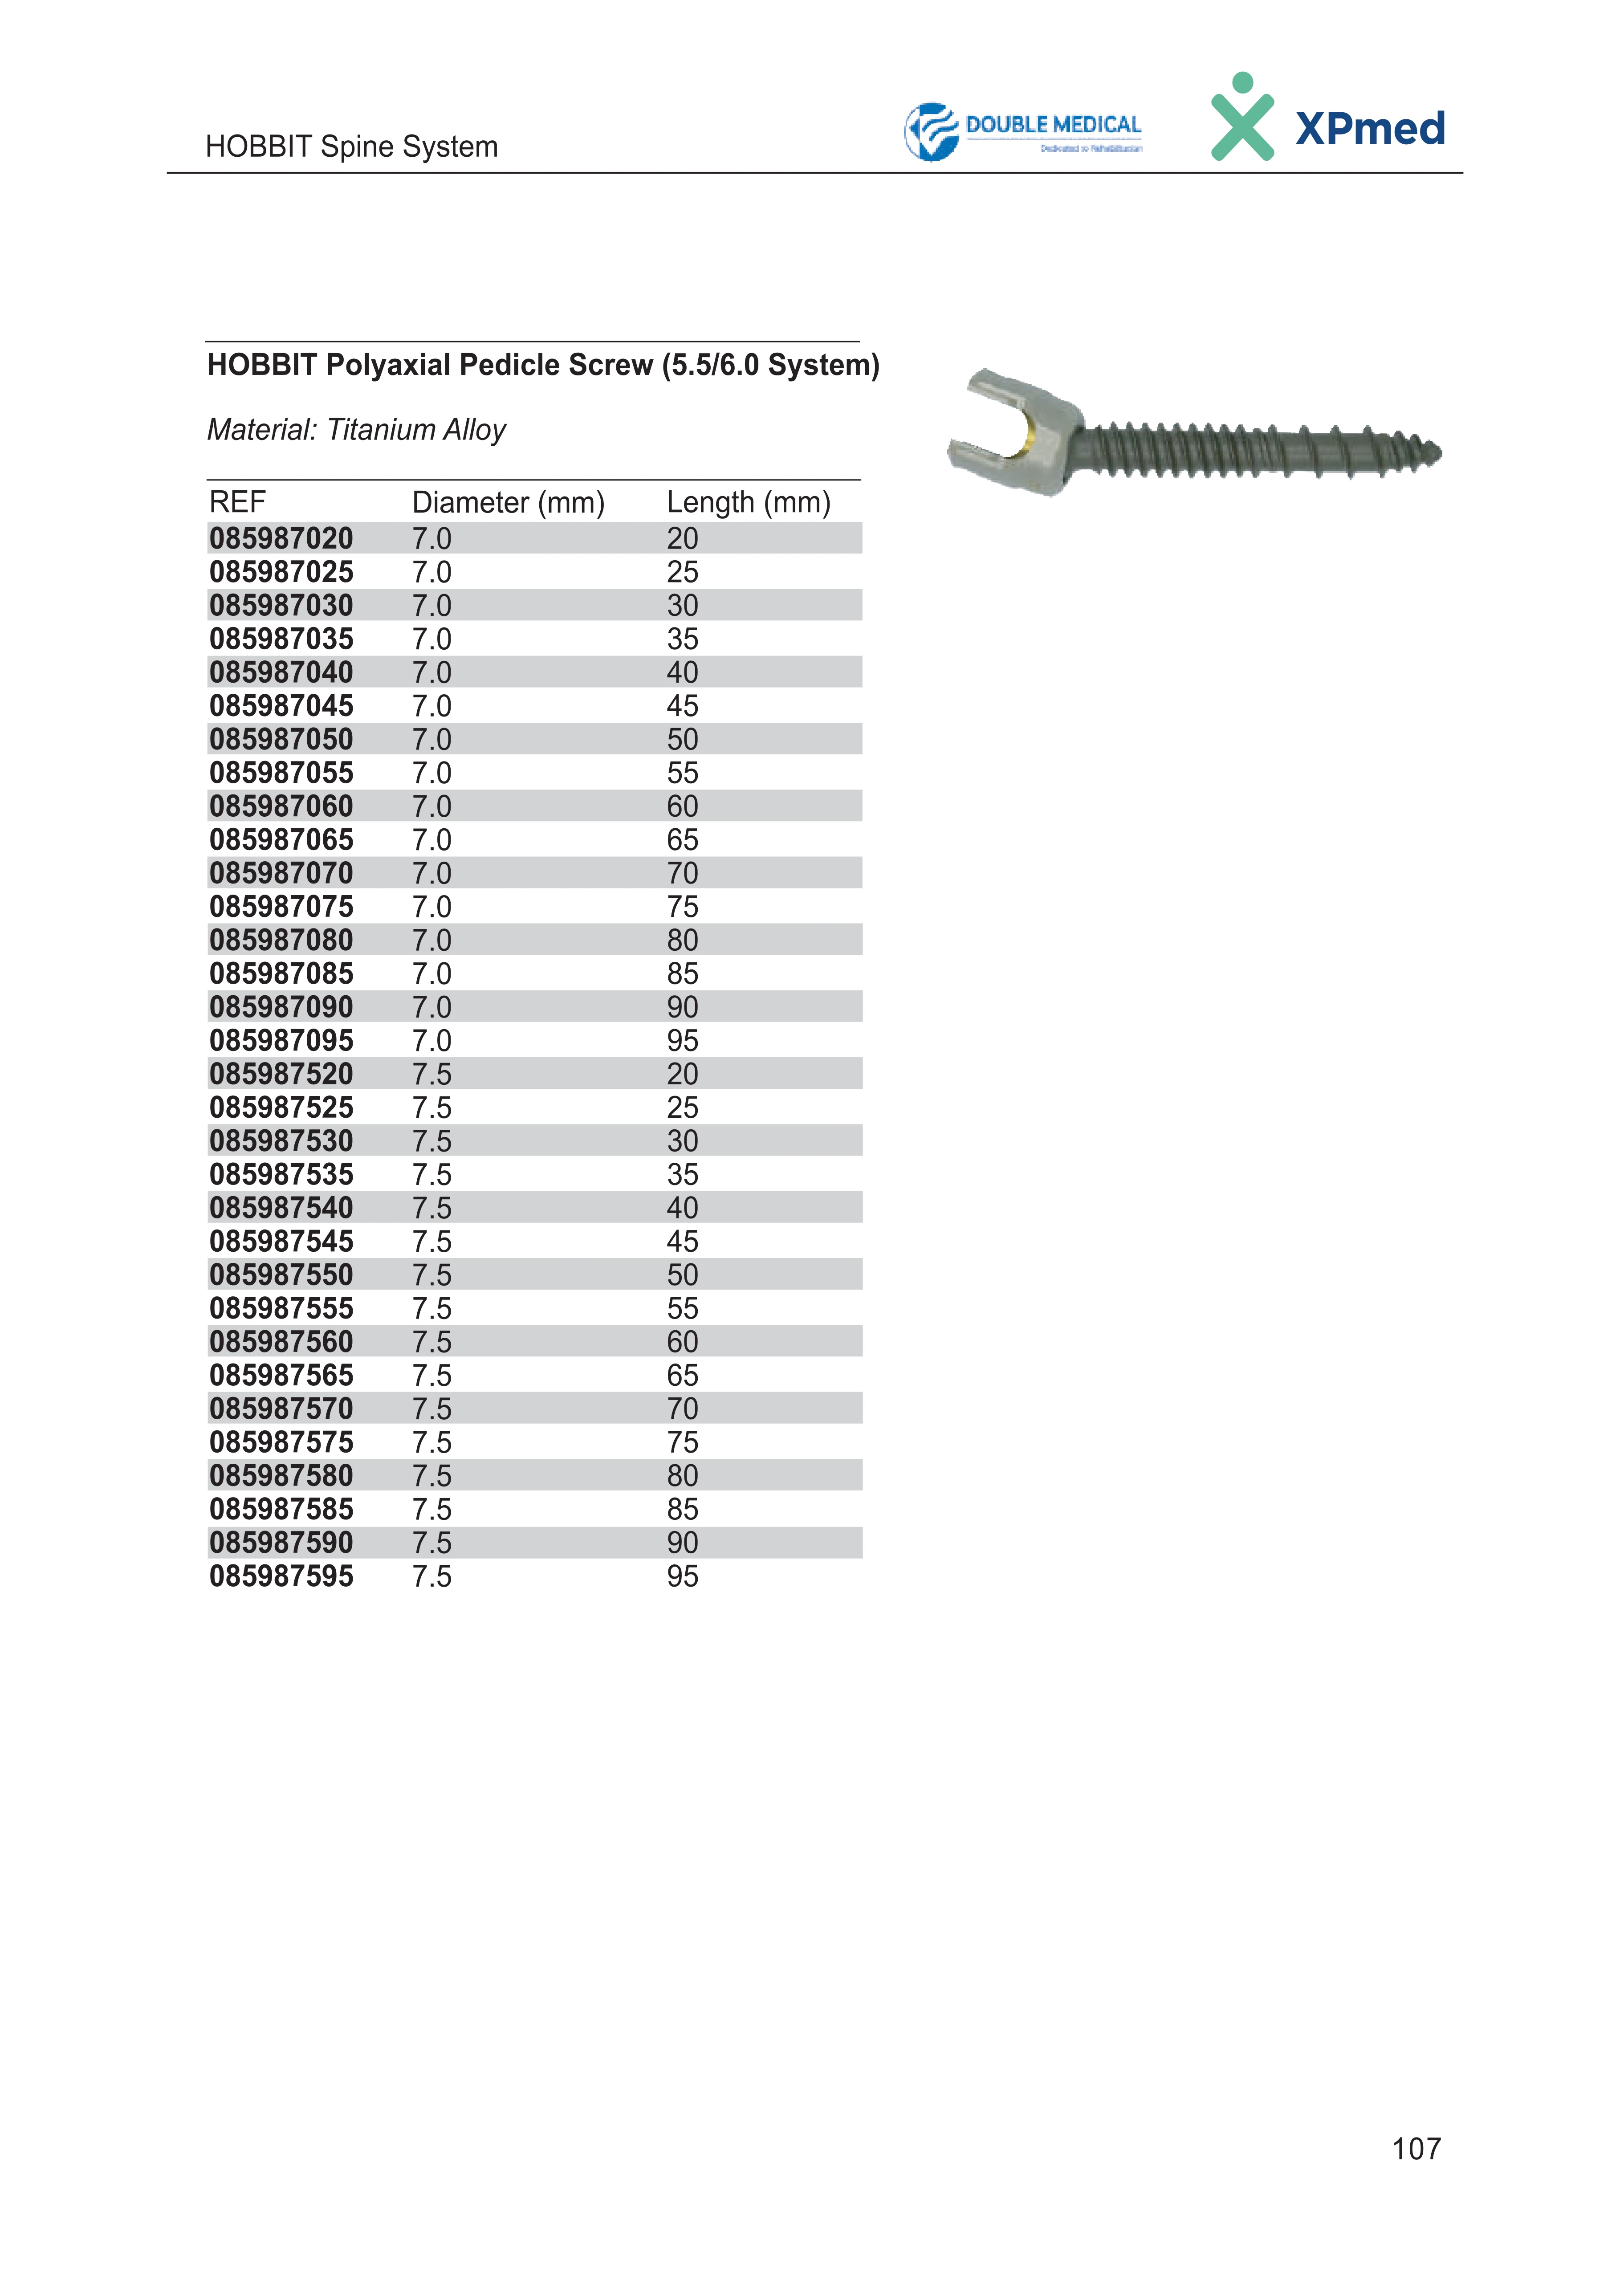 HOBBIT Spine System
DOUBLE MEDICAL
Dedicated to Rehabilitation
XPmed
HOBBIT Polyaxial Pedicle Screw (5.5/6.0 System)
Material: Titanium Alloy
REF Diameter (mm) Length (mm)
085987020 7.0 20
085987025 7.0 25
085987030 7.0 30
085987035 7.0 35
085987040 7.0 40
085987045 7.0 45
085987050 7.0 50
085987055 7.0 55
085987060 7.0 60
085987065 7.0 65
085987070 7.0 70
085987075 7.0 75
085987080 7.0 80
085987085 7.0 85
085987090 7.0 90
085987095 7.0 95
085987520 7.5 20
085987525 7.5 25
085987530 7.5 30
085987535 7.5 35
085987540 7.5 40
085987545 7.5 45
085987550 7.5 50
085987555 7.5 55
085987560 7.5 60
085987565 7.5 65
085987570 7.5 70
085987575 7.5 75
085987580 7.5 80
085987585 7.5 85
085987590 7.5 90
085987595 7.5 95
107